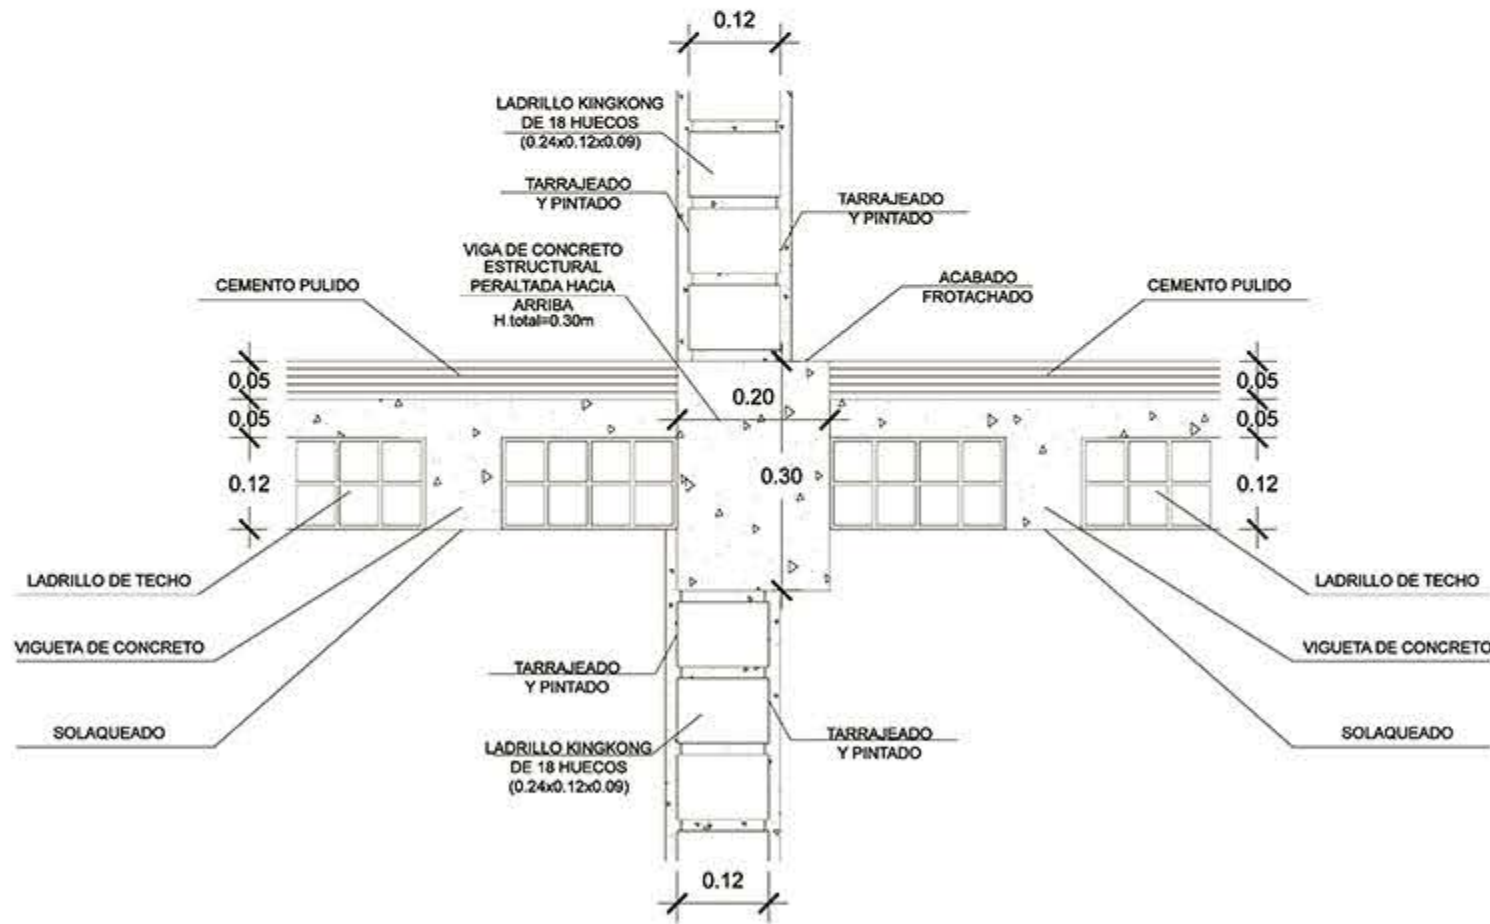 0.12
LADRILLO KINGKONG
DE 18 HUECOS
(0.24x0.12x0.09)
TARRAJEADO
Y PINTADO
TARRAJEADO
Y PINTADO
VIGA DE CONCRETO
ESTRUCTURAL
PERALTADA HACIA
ARRIBA
H.total=0.30m
CEMENTO PULIDO
ACABADO
FROTACHADO
CEMENTO PULIDO
0.05
0.05
0.12
0.20
0.30
0.05
0.05
0.12
LADRILLO DE TECHO
LADRILLO DE TECHO
VIGUETA DE CONCRETO
VIGUETA DE CONCRETO
TARRAJEADO
Y PINTADO
SOLAQUEADO
SOLAQUEADO
LADRILLO KINGKONG
DE 18 HUECOS
(0.24x0.12x0.09)
TARRAJEADO
Y PINTADO
0.12